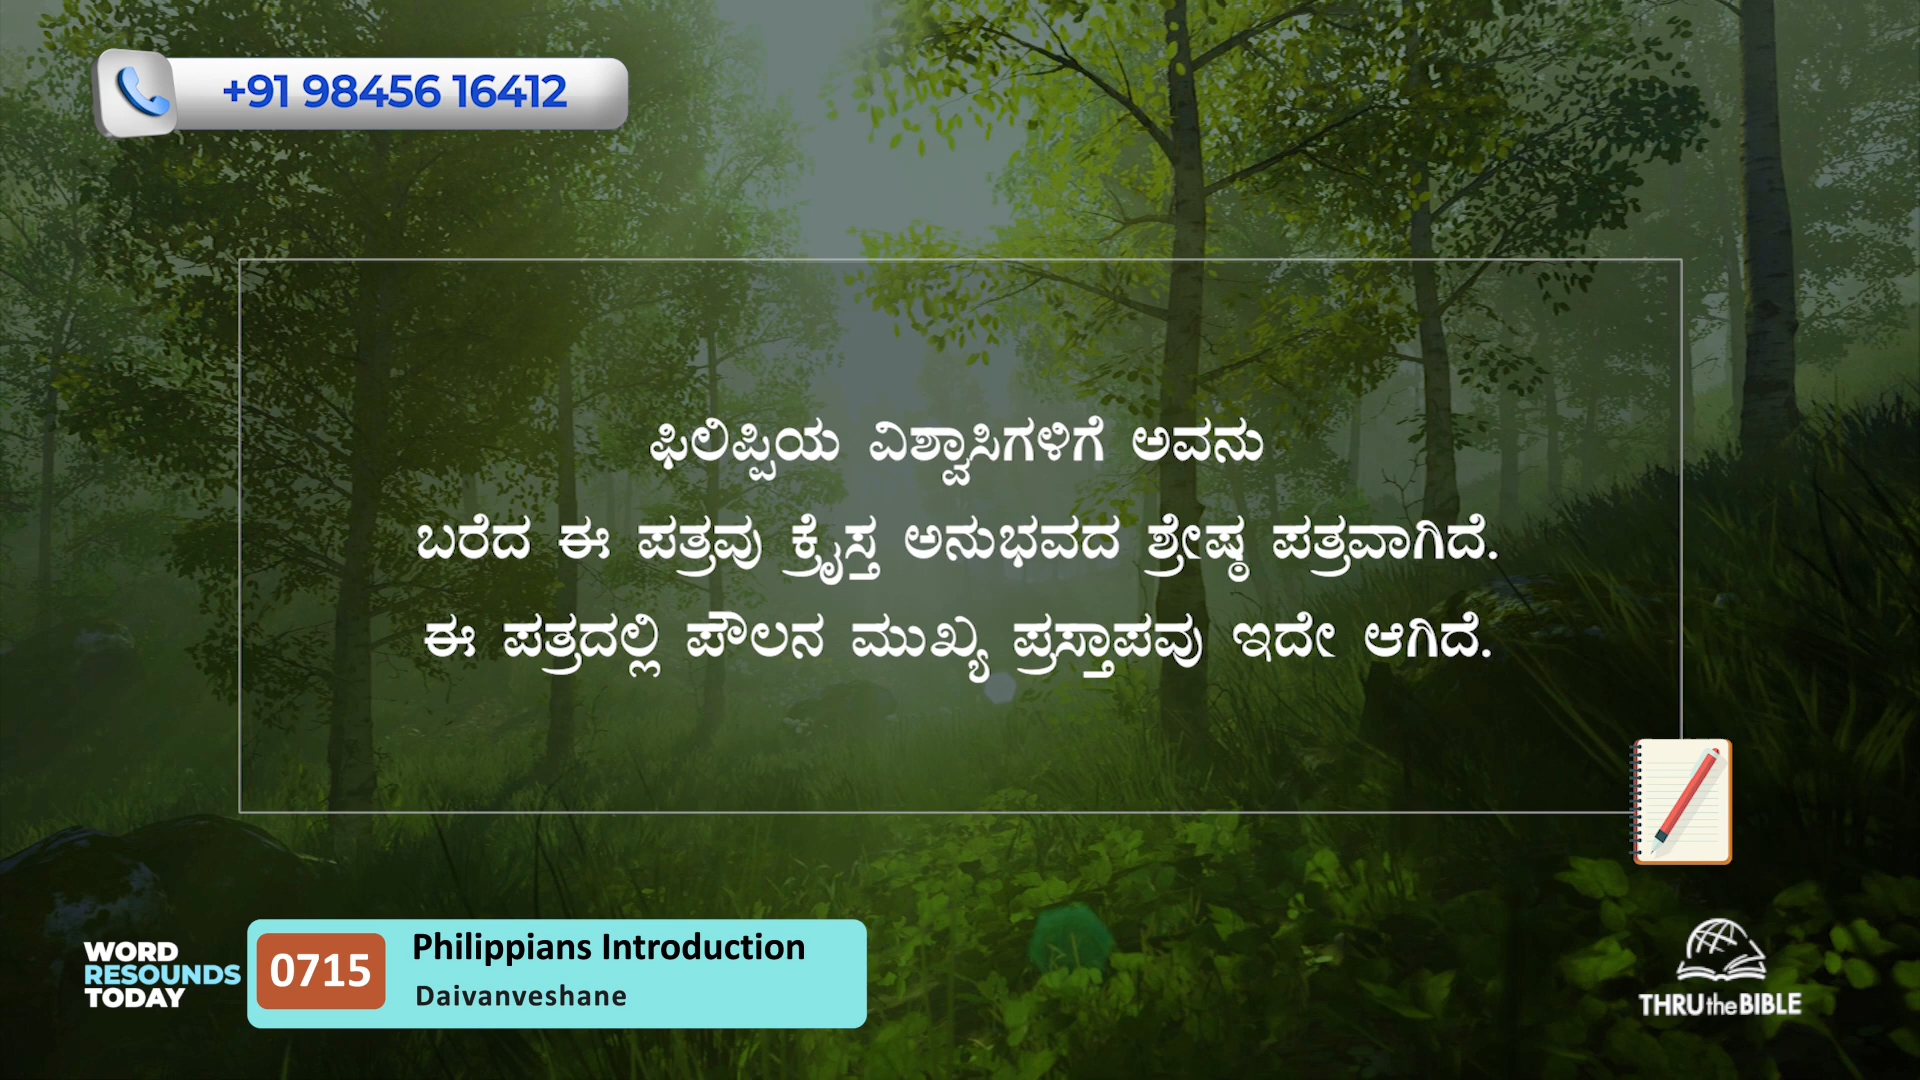 +91 98456 16412
ಫಿಲಿಪ್ಪಿಯ ವಿಶ್ವಾಸಿಗಳಿಗೆ ಅವನು
ಬರೆದ ಈ ಪತ್ರವು ಕ್ರೈಸ್ತ ಅನುಭವದ ಶ್ರೇಷ್ಠ ಪತ್ರವಾಗಿದೆ.
ಈ ಪತ್ರದಲ್ಲಿ ಪೌಲನ ಮುಖ್ಯ ಪ್ರಸ್ತಾಪವು ಇದೇ ಆಗಿದೆ.
WORD
RESOUNDS
TODAY
0715
Philippians Introduction
Daivanveshane
THRU the BIBLE